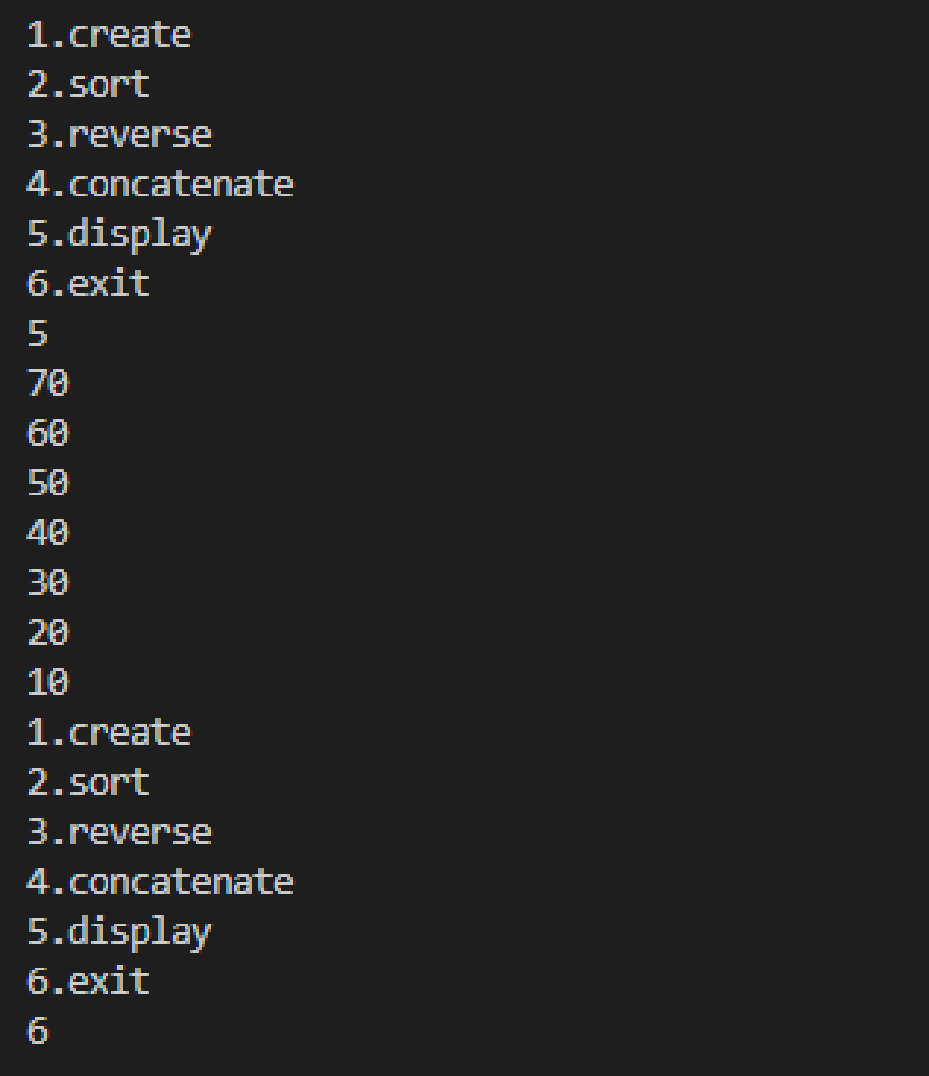 1.create
2.sort
3.reverse
4.concatenate
5.display
6.exit
5
70
60
50
40
30
20
10
1.create
2.sort
3.reverse
4.concatenate
5.display
6.exit
6